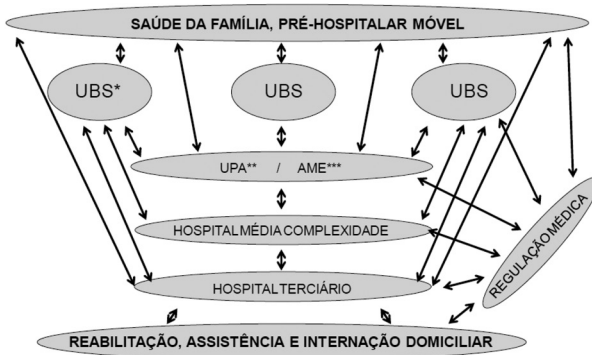 SAÚDE DA FAMÍLIA, PRÉ-HOSPITALAR MÓVEL
UBS*
UBS
UBS
UPA** / AME***
HOSPITAL MÉDIA COMPLEXIDADE
REGULAÇÃO MÉDICA
HOSPITAL TERCIÁRIO
REABILITAÇÃO, ASSISTÊNCIA E INTERNAÇÃO DOMICILIAR